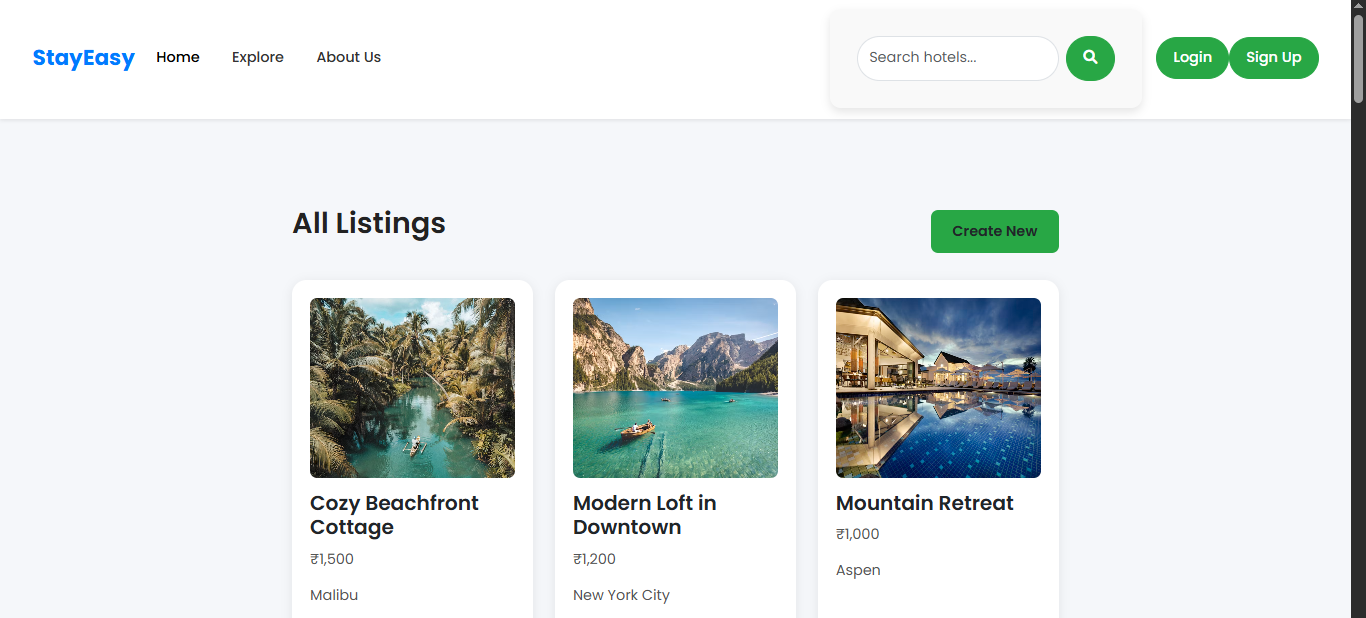 StayEasy Home Explore About Us Search hotels... Login Sign Up
All Listings Create New
Cozy Beachfront
Cottage
₹1,500
Malibu
Modern Loft in
Downtown
₹1,200
New York City
Mountain Retreat
₹1,000
Aspen